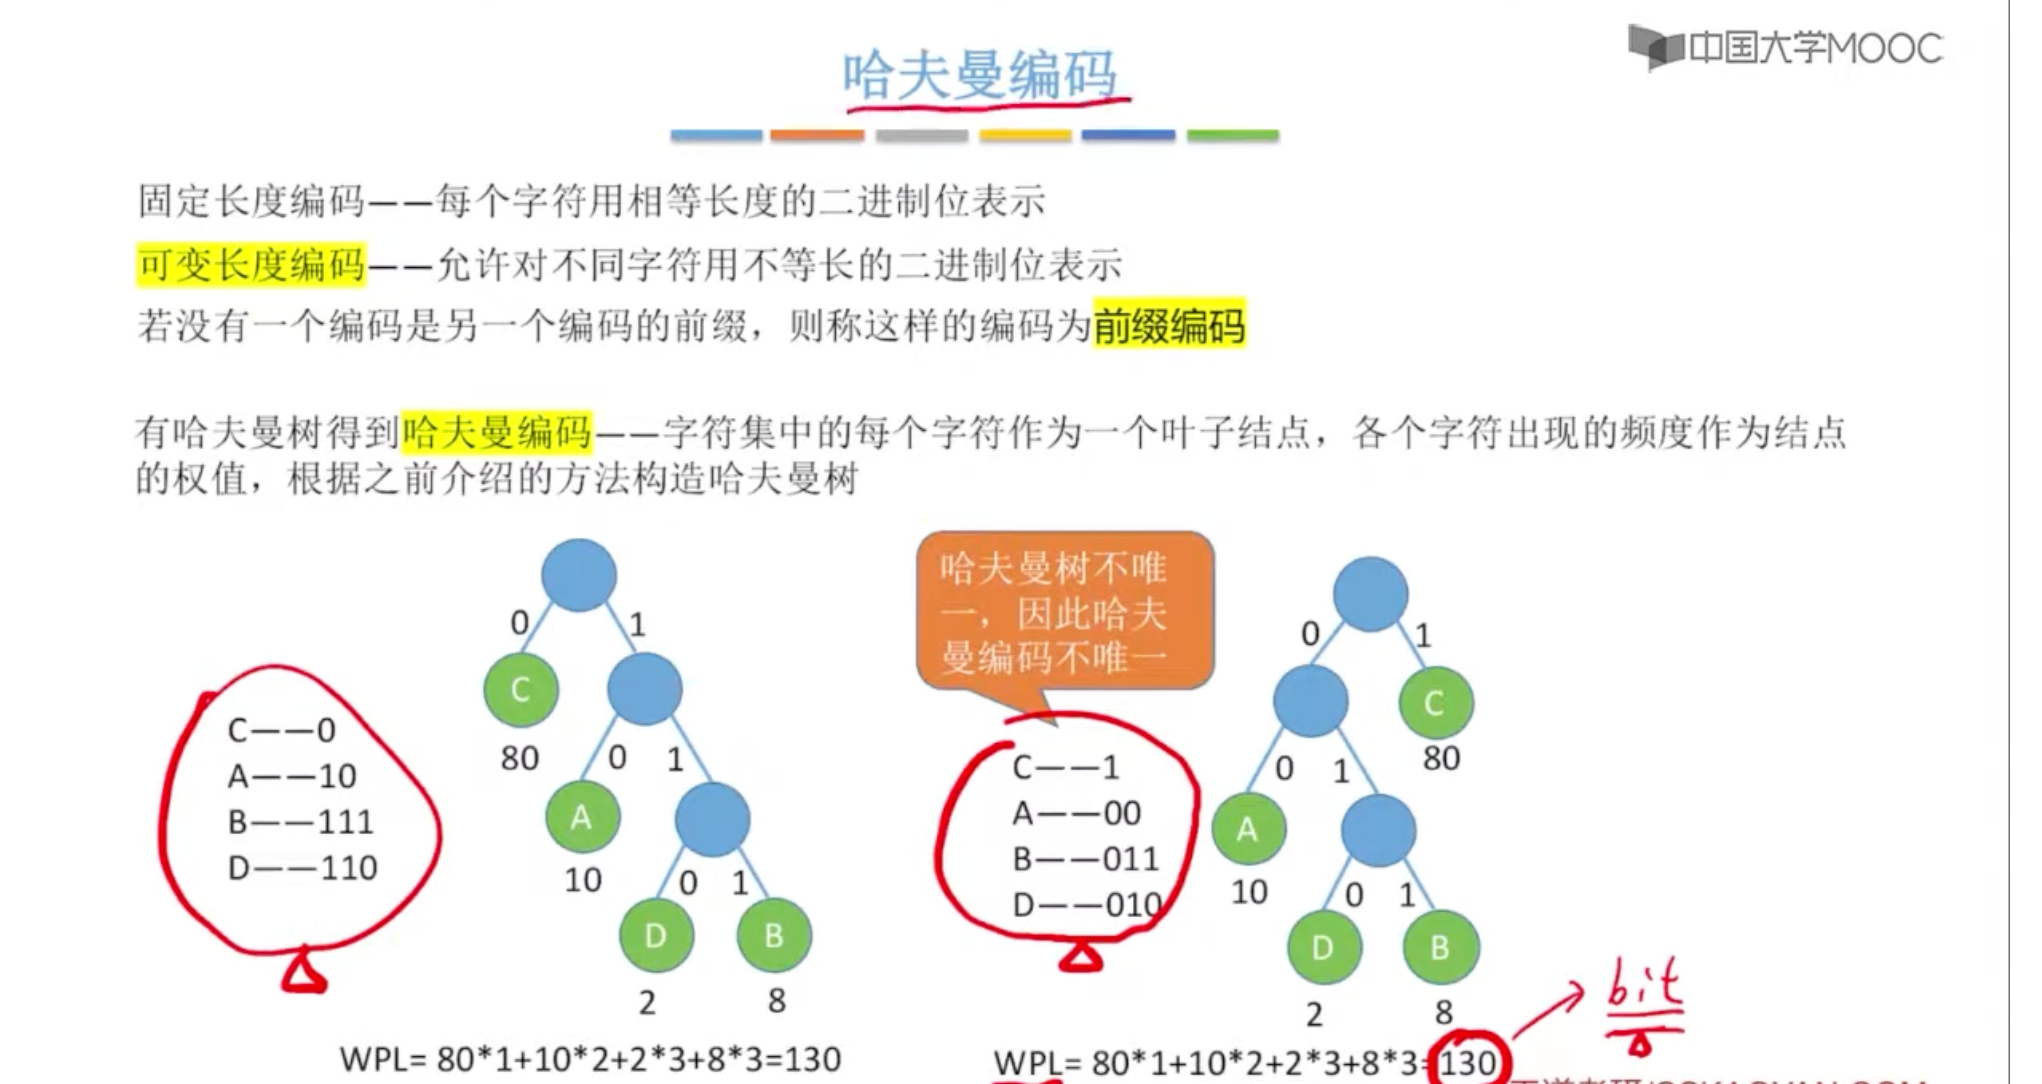 中国大学MOOC
哈夫曼编码
固定长度编码——每个字符用相等长度的二进制位表示
可变长度编码——允许对不同字符用不等长的二进制位表示
若没有一个编码是另一个编码的前缀，则称这样的编码为前缀编码
有哈夫曼树得到哈夫曼编码——字符集中的每个字符作为一个叶子结点，各个字符出现的频度作为结点
的权值，根据之前介绍的方法构造哈夫曼树
C——0
A——10
B——111
D——110
0 1
C
80
0 1
A
10
0 1
D B
2 8
WPL= 80*1+10*2+2*3+8*3=130
哈夫曼树不唯
一，因此哈夫
曼编码不唯一
C——1
A——00
B——011
D——010
0 1
C
80
0 1
A
10
0 1
D B
2 8
WPL= 80*1+10*2+2*3+8*3=130
bit